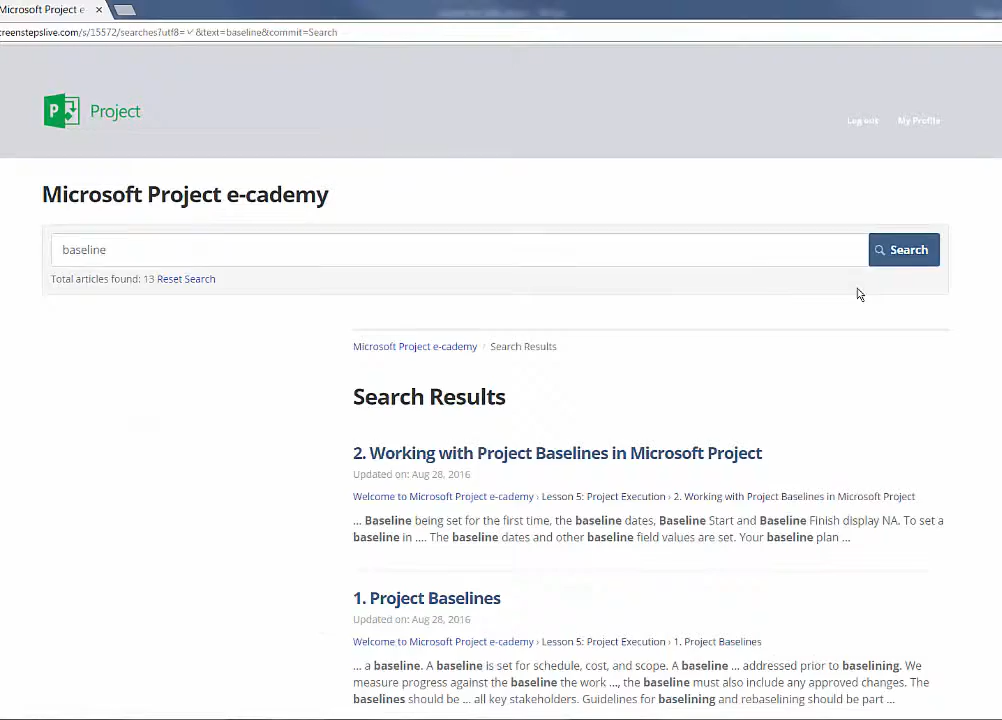 Microsoft Project e
creenstepslive.com/s/15572/searches?utf8=✓&text=baseline&commit=Search
Project
Log out My Profile
Microsoft Project e-cademy
baseline
Search
Total articles found: 13 Reset Search
Microsoft Project e-cademy / Search Results
Search Results
2. Working with Project Baselines in Microsoft Project
Updated on: Aug 28, 2016
Welcome to Microsoft Project e-cademy › Lesson 5: Project Execution › 2. Working with Project Baselines in Microsoft Project
... Baseline being set for the first time, the baseline dates, Baseline Start and Baseline Finish display NA. To set a
baseline in .... The baseline dates and other baseline field values are set. Your baseline plan ...
1. Project Baselines
Updated on: Aug 28, 2016
Welcome to Microsoft Project e-cademy › Lesson 5: Project Execution › 1. Project Baselines
... a baseline. A baseline is set for schedule, cost, and scope. A baseline ... addressed prior to baselining. We
measure progress against the baseline the work ..., the baseline must also include any approved changes. The
baselines should be ... all key stakeholders. Guidelines for baselining and rebaselining should be part ...